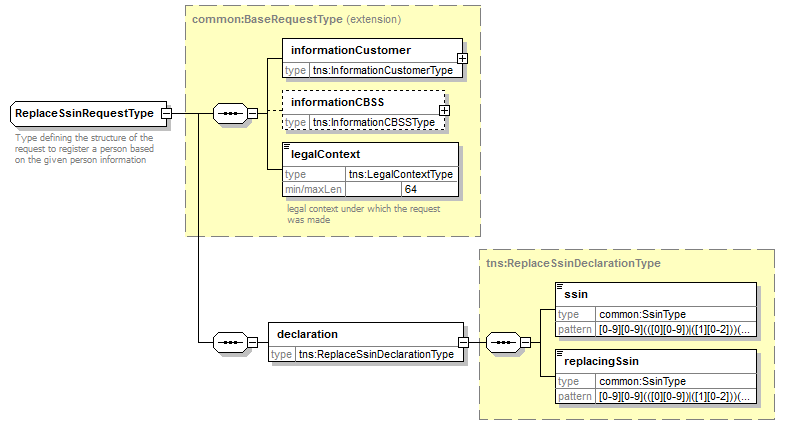 common:BaseRequestType (extension)
informationCustomer
type tns:InformationCustomerType
ReplaceSsinRequestType
Type defining the structure of the
request to register a person based
on the given person information
informationCBSS
type tns:InformationCBSSType
legalContext
type tns:LegalContextType
min/maxLen 64
legal context under which the request
was made
tns:ReplaceSsinDeclarationType
declaration
type tns:ReplaceSsinDeclarationType
ssin
type common:SsinType
pattern [0-9][0-9](([0][0-9])|([1][0-2]))(...
replacingSsin
type common:SsinType
pattern [0-9][0-9](([0][0-9])|([1][0-2]))(...